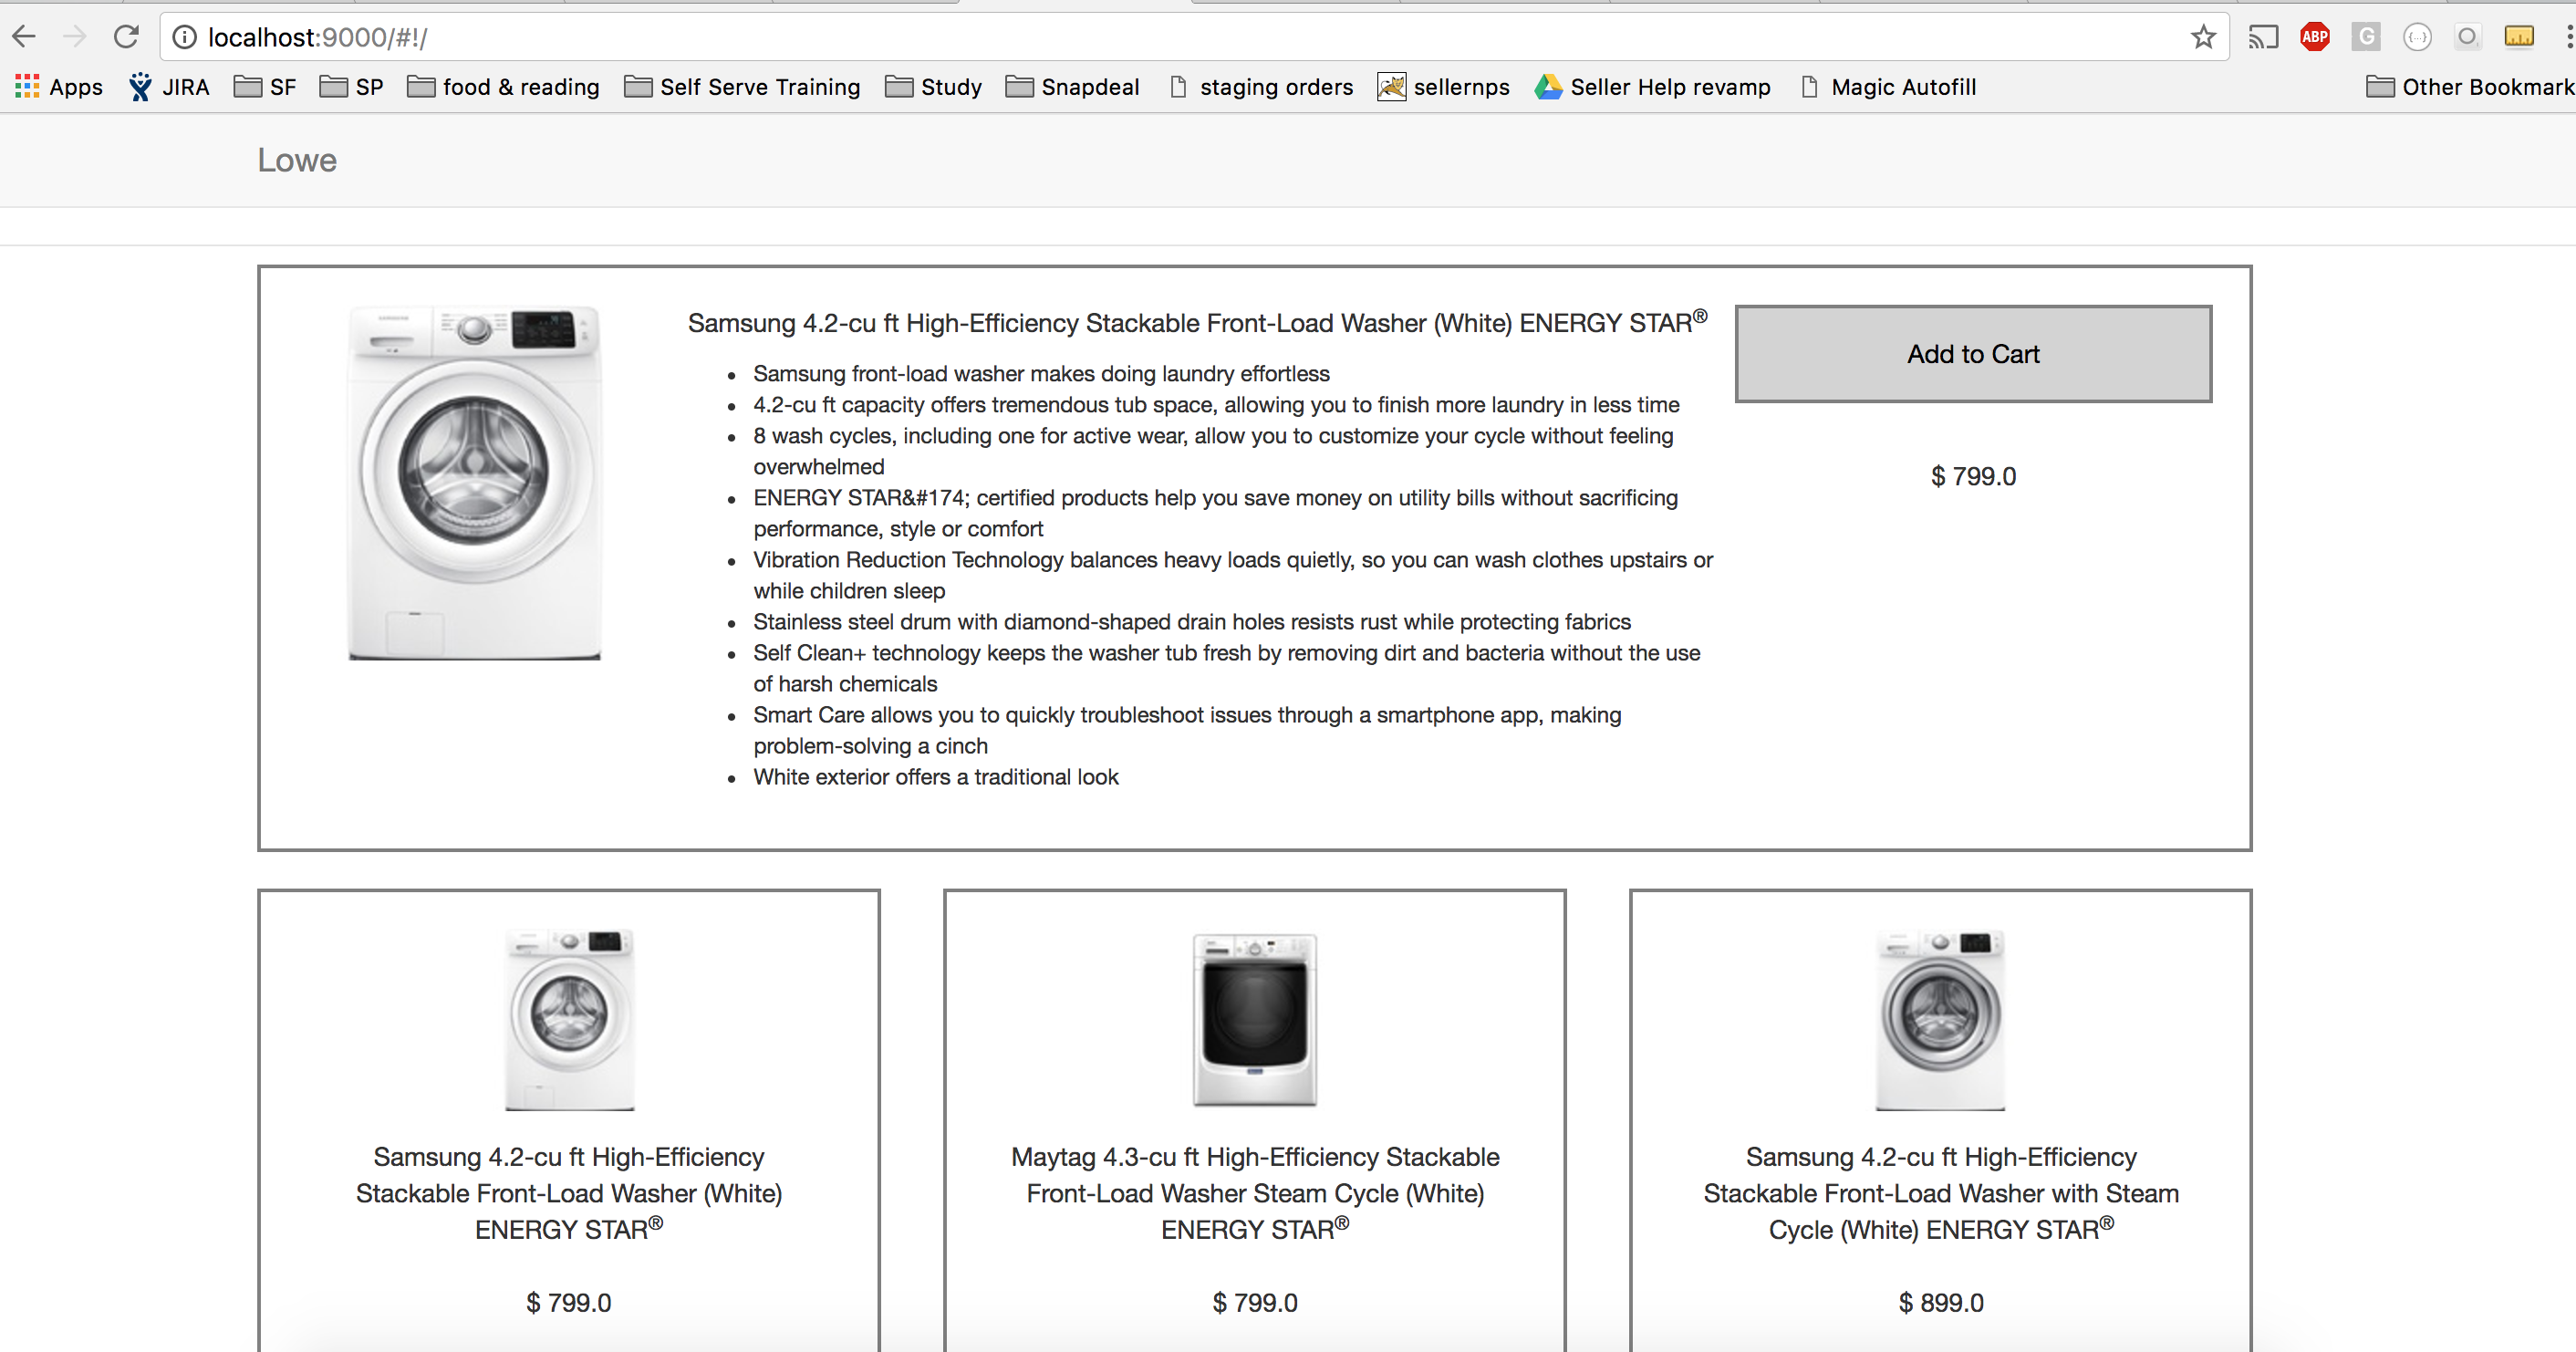 localhost:9000/#!/
ABP
G
Apps JIRA SF SP food & reading Self Serve Training Study Snapdeal staging orders sellernps Seller Help revamp Magic Autofill Other Bookmark
Lowe
Samsung 4.2-cu ft High-Efficiency Stackable Front-Load Washer (White) ENERGY STAR®
Samsung front-load washer makes doing laundry effortless
4.2-cu ft capacity offers tremendous tub space, allowing you to finish more laundry in less time
8 wash cycles, including one for active wear, allow you to customize your cycle without feeling
overwhelmed
ENERGY STAR&#174; certified products help you save money on utility bills without sacrificing
performance, style or comfort
Vibration Reduction Technology balances heavy loads quietly, so you can wash clothes upstairs or
while children sleep
Stainless steel drum with diamond-shaped drain holes resists rust while protecting fabrics
Self Clean+ technology keeps the washer tub fresh by removing dirt and bacteria without the use
of harsh chemicals
Smart Care allows you to quickly troubleshoot issues through a smartphone app, making
problem-solving a cinch
White exterior offers a traditional look
Add to Cart
$ 799.0
Samsung 4.2-cu ft High-Efficiency
Stackable Front-Load Washer (White)
ENERGY STAR®
$ 799.0
Maytag 4.3-cu ft High-Efficiency Stackable
Front-Load Washer Steam Cycle (White)
ENERGY STAR®
$ 799.0
Samsung 4.2-cu ft High-Efficiency
Stackable Front-Load Washer with Steam
Cycle (White) ENERGY STAR®
$ 899.0